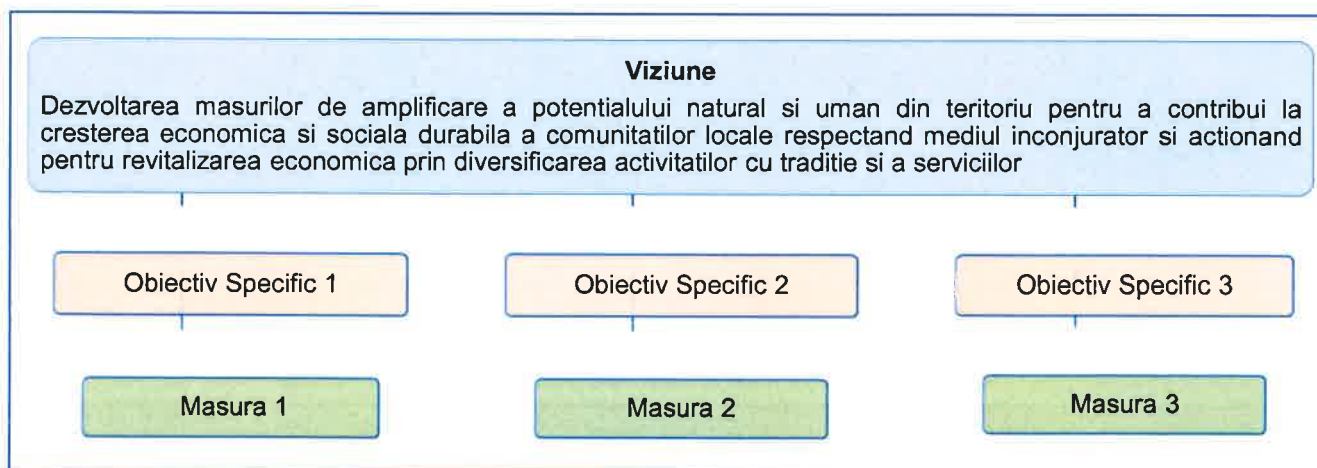 Viziune
Dezvoltarea masurilor de amplificare a potentialului natural si uman din teritoriu pentru a contribui la
cresterea economica si sociala durabila a comunitatilor locale respectand mediul inconjurator si actionand
pentru revitalizarea economica prin diversificarea activitatilor cu traditie si a serviciilor
Obiectiv Specific 1
Obiectiv Specific 2
Obiectiv Specific 3
Masura 1
Masura 2
Masura 3